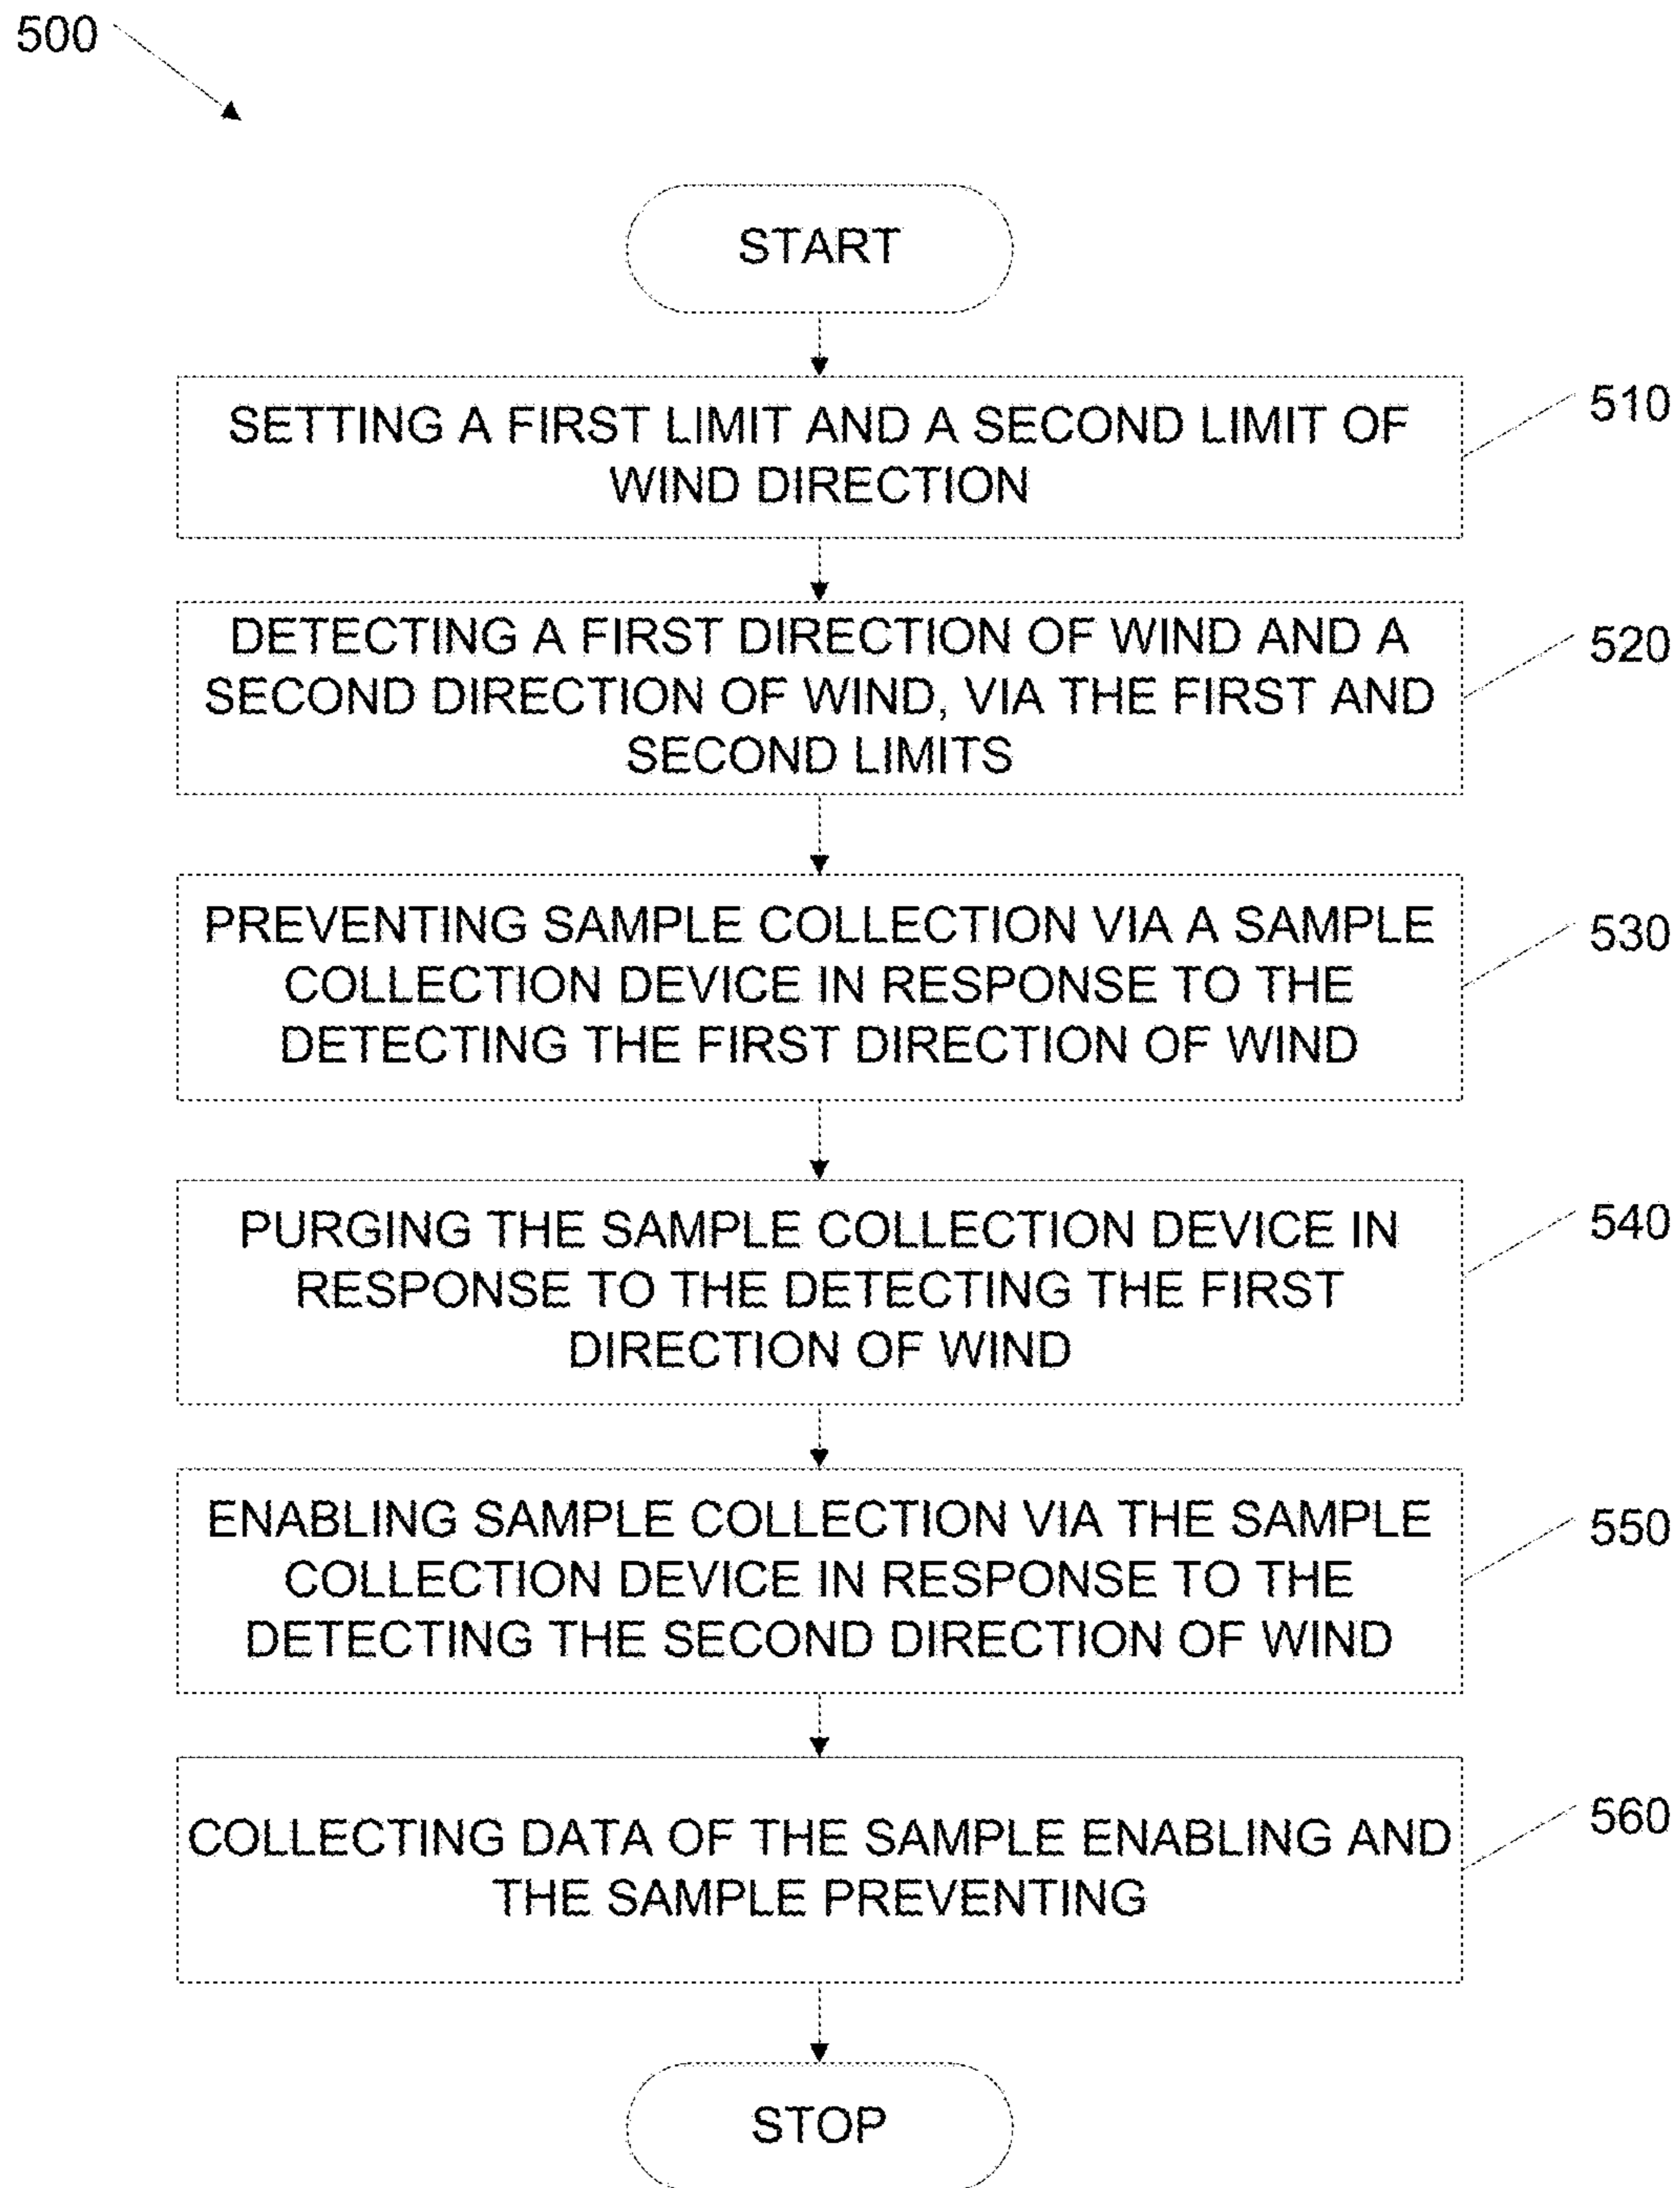 500
START
SETTING A FIRST LIMIT AND A SECOND LIMIT OF
WIND DIRECTION
510
DETECTING A FIRST DIRECTION OF WIND AND A
SECOND DIRECTION OF WIND, VIA THE FIRST AND
SECOND LIMITS
520
PREVENTING SAMPLE COLLECTION VIA A SAMPLE
COLLECTION DEVICE IN RESPONSE TO THE
DETECTING THE FIRST DIRECTION OF WIND
530
PURGING THE SAMPLE COLLECTION DEVICE IN
RESPONSE TO THE DETECTING THE FIRST
DIRECTION OF WIND
540
ENABLING SAMPLE COLLECTION VIA THE SAMPLE
COLLECTION DEVICE IN RESPONSE TO THE
DETECTING THE SECOND DIRECTION OF WIND
550
COLLECTING DATA OF THE SAMPLE ENABLING AND
THE SAMPLE PREVENTING
560
STOP